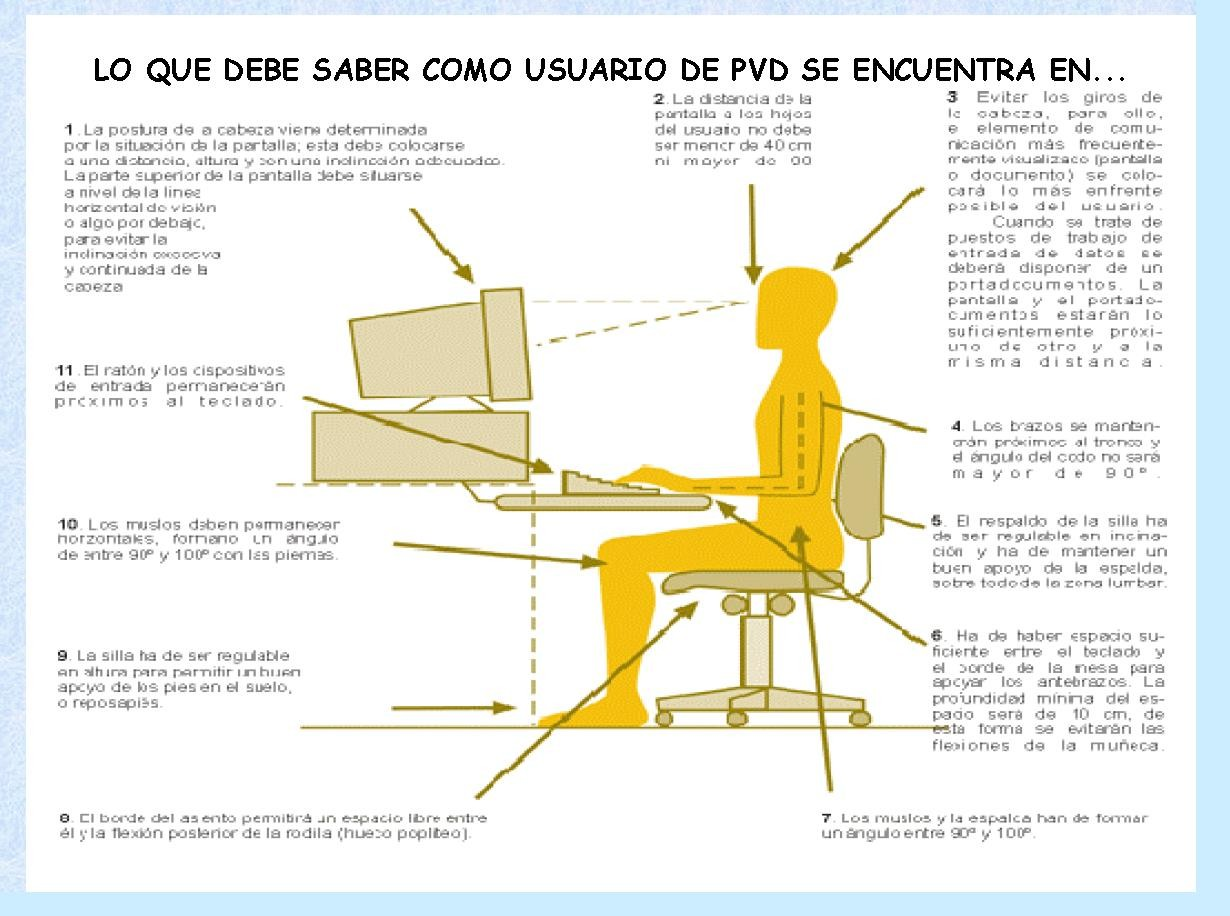 LO QUE DEBE SABER COMO USUARIO DE PVD SE ENCUENTRA EN...
1. La postura de la cabeza viene determinada
por la situación de la pantalla; esta debe colocarse
a una distancia, altura y con una inclinación adecuadas.
La parte superior de la pantalla debe situarse
a nivel de la línea
horizontal de visión
o algo por debajo,
para evitar la
inclinación excesiva
y continuada de la
cabeza
2. La distancia de la
pantalla a los hojos
del usuario no debe
ser menor de 40 cm
ni mayor de 90
3 Evitar los giros de
la cabeza, para ello,
el elemento de comu-
nicación más frecuente-
mente visualizado (pantalla
o documento) se colo-
cará lo más enfrente
posible del usuario.
Cuando se trate de
puestos de trabajo de
entrada de datos se
deberá disponer de un
portadocumentos. La
pantalla y el portado-
cumentos estarán lo
suficientemente próxi-
uno de otro y a la
misma distancia.
4. Los brazos se manten-
drán próximos al tronco y
el ángulo del codo no será
mayor de 90º.
5. El respaldo de la silla ha
de ser regulable en inclina-
ción y ha de mantener un
buen apoyo de la espalda,
sobre todo de la zona lumbar.
6. Ha de haber espacio su-
ficiente entre el teclado y
el borde de la mesa para
apoyar los antebrazos. La
profundidad mínima del es-
pacio será de 10 cm, de
esta forma se evitarán las
flexiones de la muñeca.
7. Los muslos y la espalda han de formar
un ángulo entre 90º y 100º.
8. El borde del asiento permitirá un espacio libre entre
él y la flexión posterior de la rodilla (hueco poplíteo).
9. La silla ha de ser regulable
en altura para permitir un buen
apoyo de los pies en el suelo,
o reposapiés.
10. Los muslos deben permanecer
horizontales, formano un ángulo
de entre 90º y 100º con las piernas.
11. El ratón y los dispositivos
de entrada permanecerán
próximos al teclado.